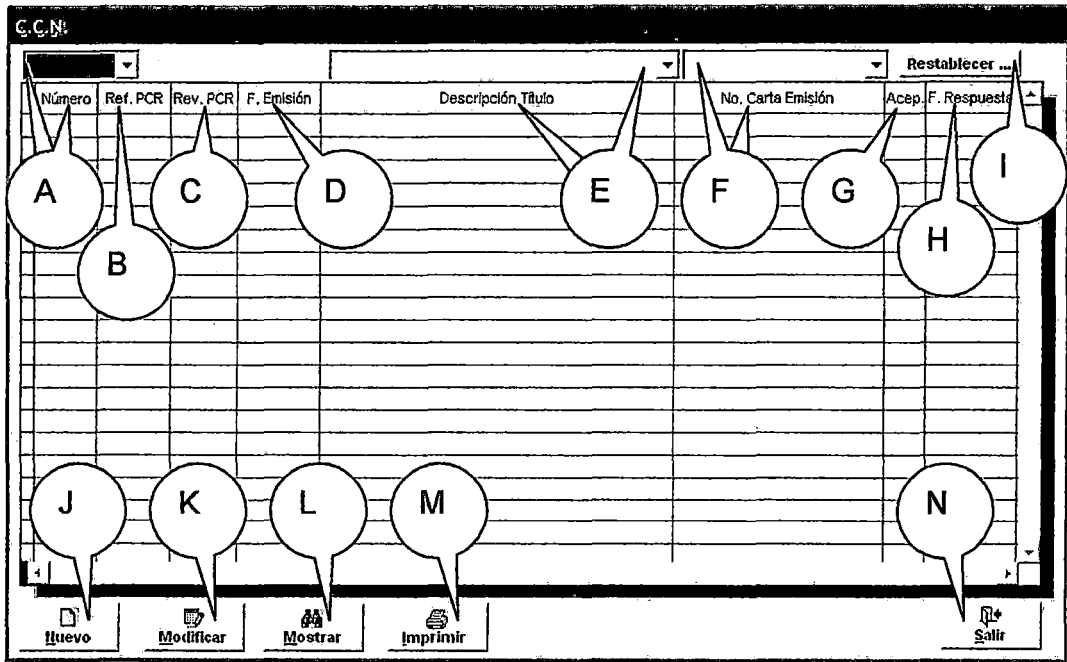 C.C.N.
Restablecer ...
Número Ref. PCR Rev. PCR F. Emisión Descripción Título No. Carta Emisión Acep. F. Respuesta
A C D E F G I
B H
J K L M N
Nuevo Modificar Mostrar Imprimir Salir